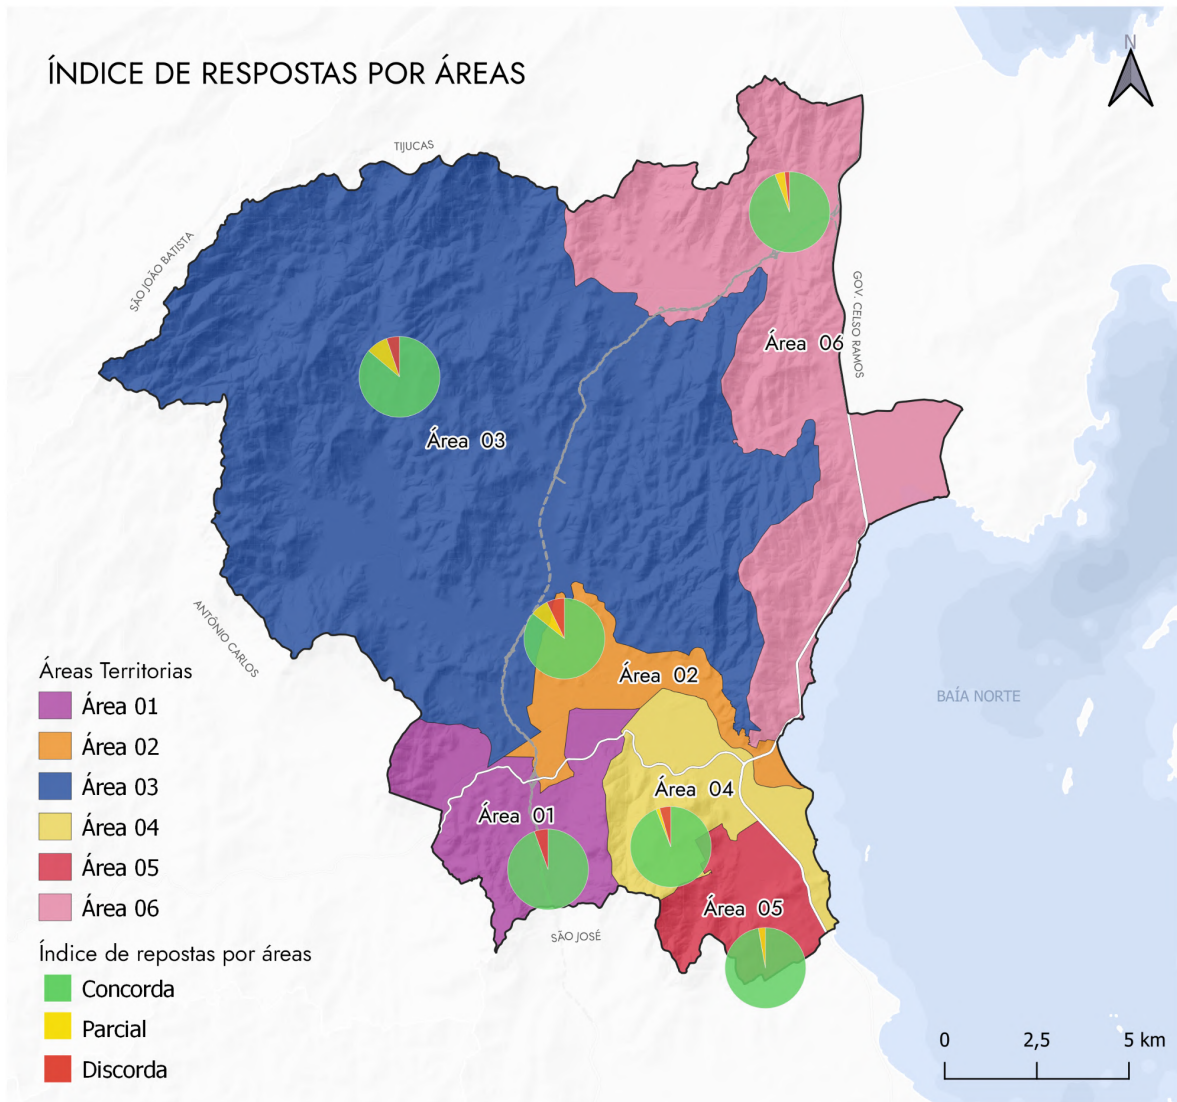 ÍNDICE DE RESPOSTAS POR ÁREAS
N
TIJUCAS
SÃO JOÃO BATISTA
GOV. CELSO RAMOS
Área 06
Área 03
ANTÔNIO CARLOS
Área 02
BAÍA NORTE
Área 04
Área 01
Área 05
SÃO JOSÉ
Áreas Territorias
Área 01
Área 02
Área 03
Área 04
Área 05
Área 06
Índice de repostas por áreas
Concorda
Parcial
Discorda
0 2,5 5 km